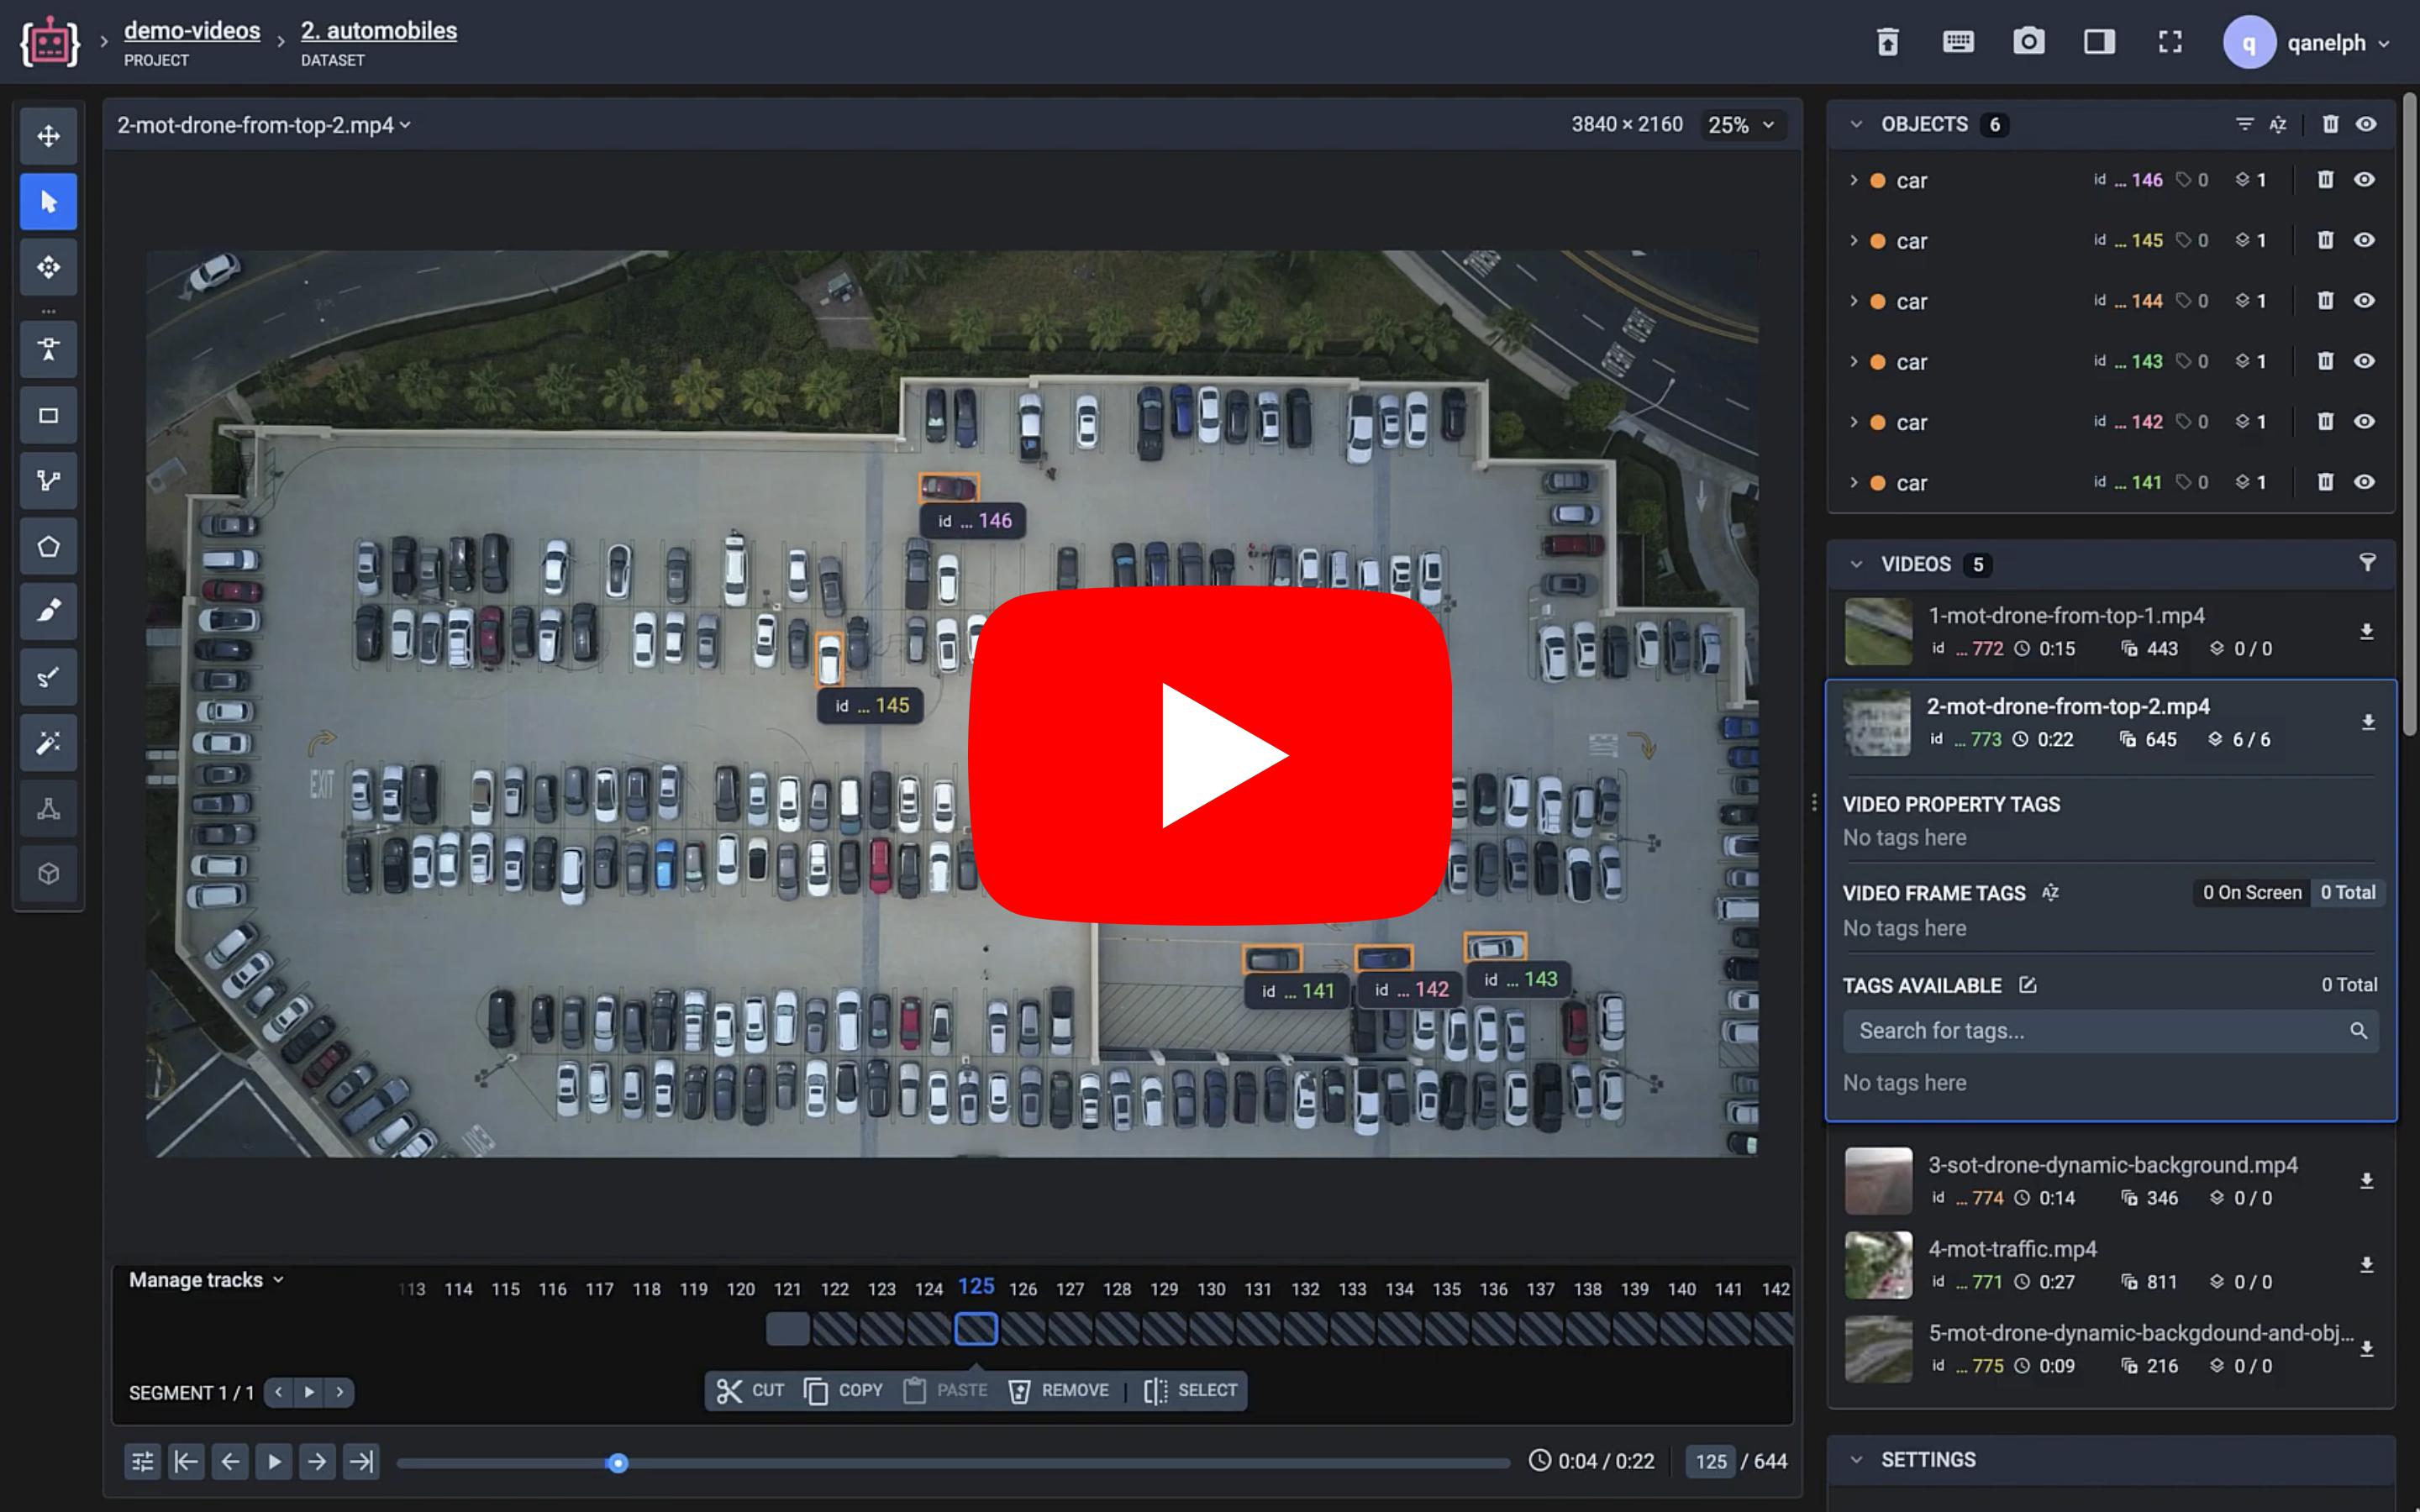 demo-videos
PROJECT
2. automobiles
DATASET
q
qanelph
2-mot-drone-from-top-2.mp4
3840 × 2160
25%
OBJECTS 6
car id ... 146 0 1
car id ... 145 0 1
car id ... 144 0 1
car id ... 143 0 1
car id ... 142 0 1
car id ... 141 0 1
id ... 146
id ... 145
EXIT
EXIT
id ... 141
id ... 142
id ... 143
VIDEOS 5
1-mot-drone-from-top-1.mp4
id ... 772 0:15 443 0 / 0
2-mot-drone-from-top-2.mp4
id ... 773 0:22 645 6 / 6
VIDEO PROPERTY TAGS
No tags here
VIDEO FRAME TAGS
0 On Screen 0 Total
No tags here
TAGS AVAILABLE
0 Total
Search for tags...
No tags here
3-sot-drone-dynamic-background.mp4
id ... 774 0:14 346 0 / 0
4-mot-traffic.mp4
id ... 771 0:27 811 0 / 0
5-mot-drone-dynamic-backgdound-and-obj...
id ... 775 0:09 216 0 / 0
SETTINGS
Manage tracks
113 114 115 116 117 118 119 120 121 122 123 124 125 126 127 128 129 130 131 132 133 134 135 136 137 138 139 140 141 142
SEGMENT 1 / 1
CUT COPY PASTE REMOVE SELECT
0:04 / 0:22
125 / 644